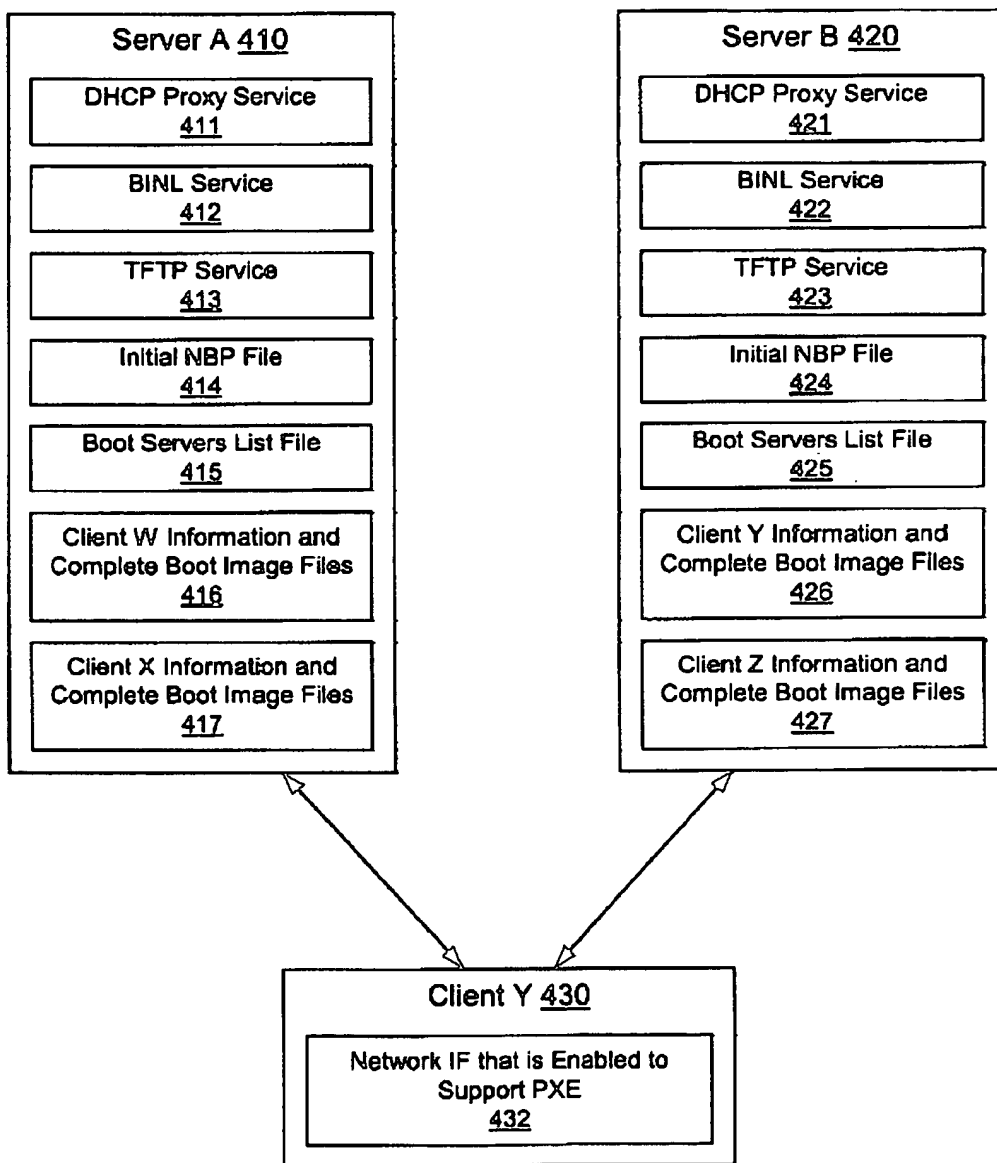 Server A 410
DHCP Proxy Service
411
BINL Service
412
TFTP Service
413
Initial NBP File
414
Boot Servers List File
415
Client W Information and
Complete Boot Image Files
416
Client X Information and
Complete Boot Image Files
417
Server B 420
DHCP Proxy Service
421
BINL Service
422
TFTP Service
423
Initial NBP File
424
Boot Servers List File
425
Client Y Information and
Complete Boot Image Files
426
Client Z Information and
Complete Boot Image Files
427
Client Y 430
Network IF that is Enabled to
Support PXE
432